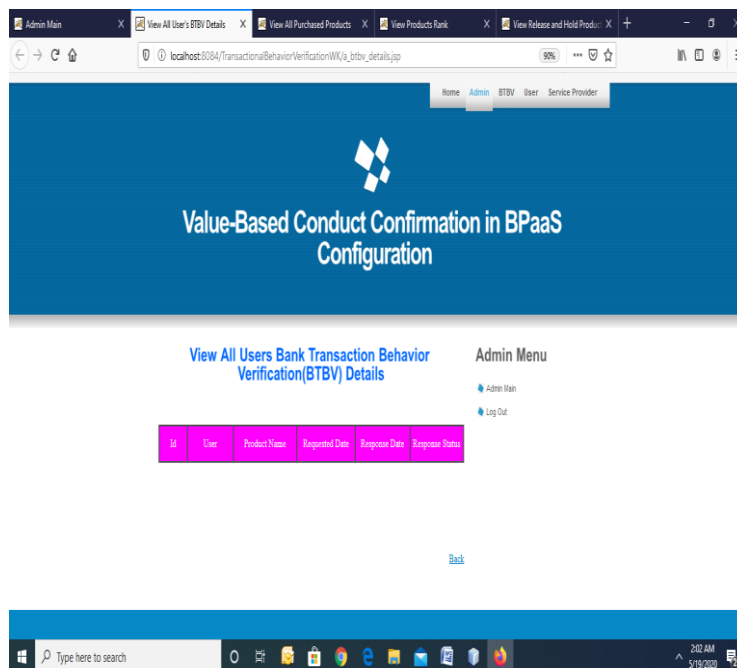 Admin Main
View All User's BTBV Details
View All Purchased Products
View Products Rank
View Release and Hold Produc
localhost:8084/TransactionalBehaviorVerificationWK/a_btbv_details.jsp
90%
Home Admin BTBV User Service Provider
Value-Based Conduct Confirmation in BPaaS
Configuration
View All Users Bank Transaction Behavior
Verification(BTBV) Details
Admin Menu
Admin Main
Log Out
Id User Product Name Requested Date Response Date Response Status
Back
Type here to search
2:02 AM
5/19/2020